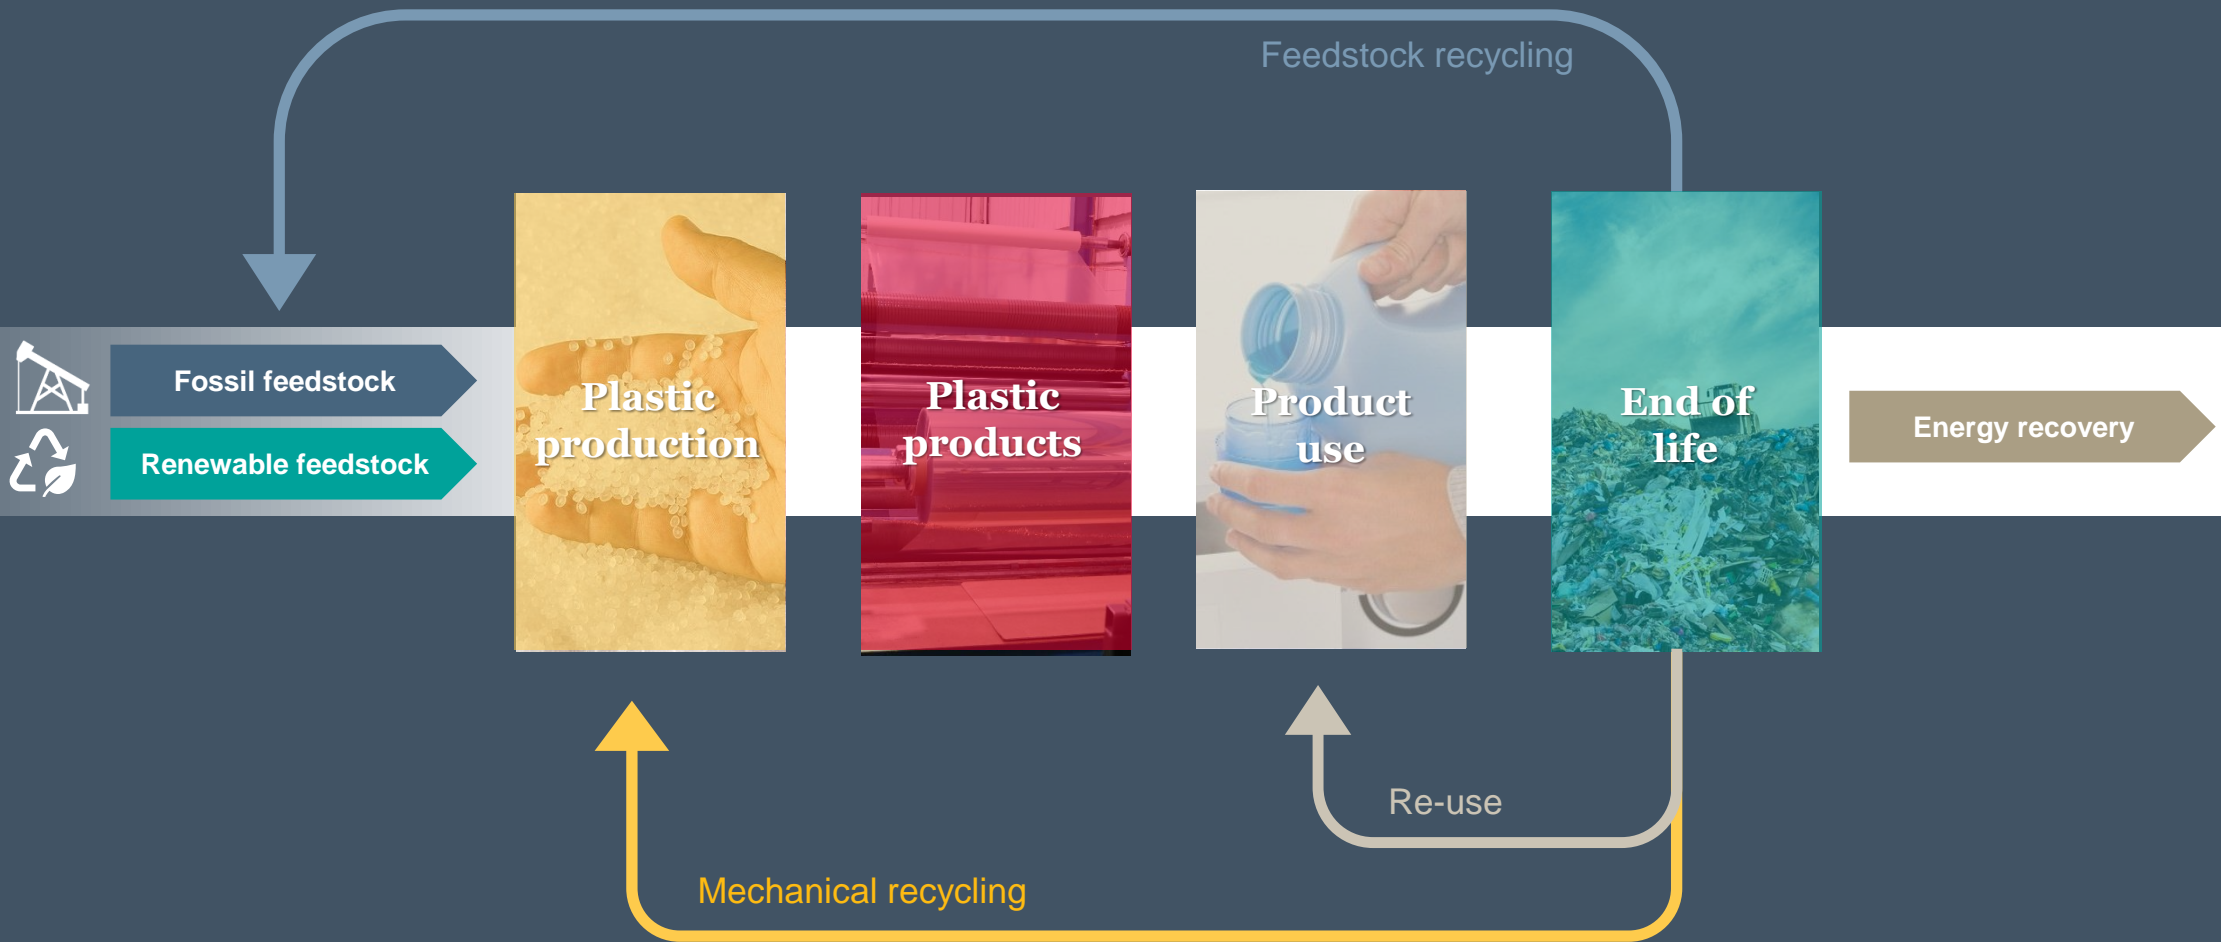 Feedstock recycling
Fossil feedstock
Renewable feedstock
Plastic
production
Plastic
products
Product
use
End of
life
Energy recovery
Re-use
Mechanical recycling